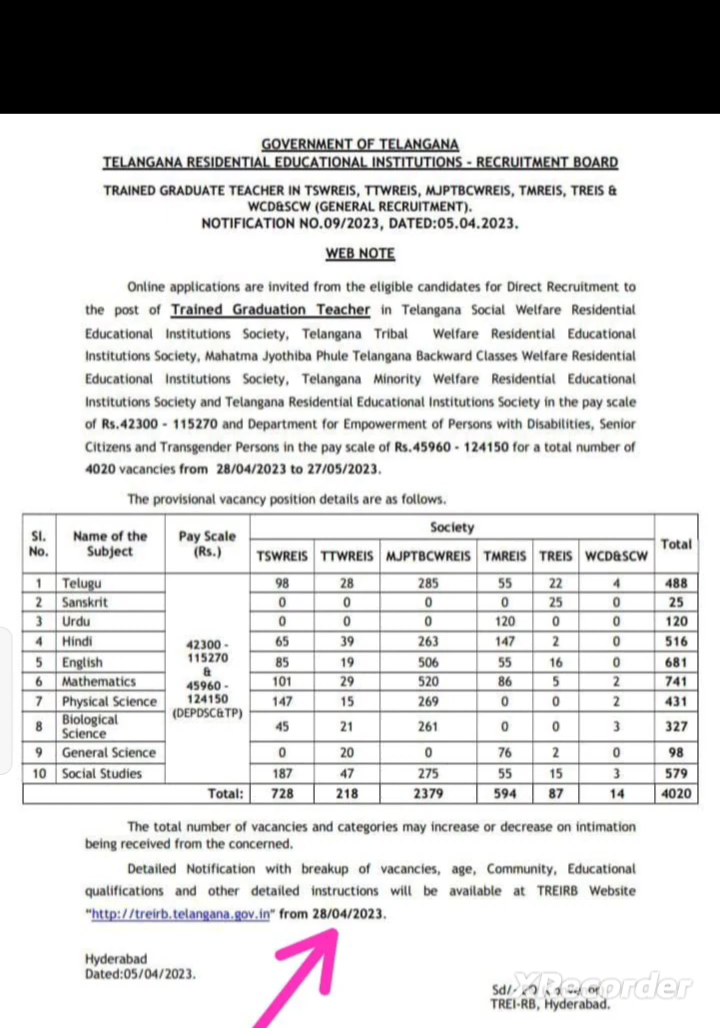 GOVERNMENT OF TELANGANA
TELANGANA RESIDENTIAL EDUCATIONAL INSTITUTIONS - RECRUITMENT BOARD
TRAINED GRADUATE TEACHER IN TSWREIS, TTWREIS, MJPTBCWREIS, TMREIS, TREIS &
WCD&SCW (GENERAL RECRUITMENT).
NOTIFICATION NO.09/2023, DATED:05.04.2023.
WEB NOTE
Online applications are invited from the eligible candidates for Direct Recruitment to
the post of Trained Graduation Teacher in Telangana Social Welfare Residential
Educational Institutions Society, Telangana Tribal Welfare Residential Educational
Institutions Society, Mahatma Jyothiba Phule Telangana Backward Classes Welfare Residential
Educational Institutions Society, Telangana Minority Welfare Residential Educational
Institutions Society and Telangana Residential Educational Institutions Society in the pay scale
of Rs.42300 - 115270 and Department for Empowerment of Persons with Disabilities, Senior
Citizens and Transgender Persons in the pay scale of Rs.45960 - 124150 for a total number of
4020 vacancies from 28/04/2023 to 27/05/2023.
The provisional vacancy position details are as follows.
Sl. No. Name of the Subject Pay Scale (Rs.) Society Total
TSWREIS TTWREIS MJPTBCWREIS TMREIS TREIS WCD&SCW
1 Telugu 98 28 285 55 22 4 488
2 Sanskrit 0 0 0 0 25 0 25
3 Urdu 0 0 0 120 0 0 120
4 Hindi 65 39 263 147 2 0 516
5 English 85 19 506 55 16 0 681
6 Mathematics 101 29 520 86 5 2 741
7 Physical Science 147 15 269 0 0 2 431
8 Biological Science 45 21 261 0 0 3 327
9 General Science 0 20 0 76 2 0 98
10 Social Studies 187 47 275 55 15 3 579
42300 -
115270
&
45960 -
124150
(DEPDSC&TP)
Total: 728 218 2379 594 87 14 4020
The total number of vacancies and categories may increase or decrease on intimation
being received from the concerned.
Detailed Notification with breakup of vacancies, age, Community, Educational
qualifications and other detailed instructions will be available at TREIRB Website
"http://treirb.telangana.gov.in" from 28/04/2023.
Hyderabad
Dated:05/04/2023.
Sd/-
XRecorder
TREI-RB, Hyderabad.